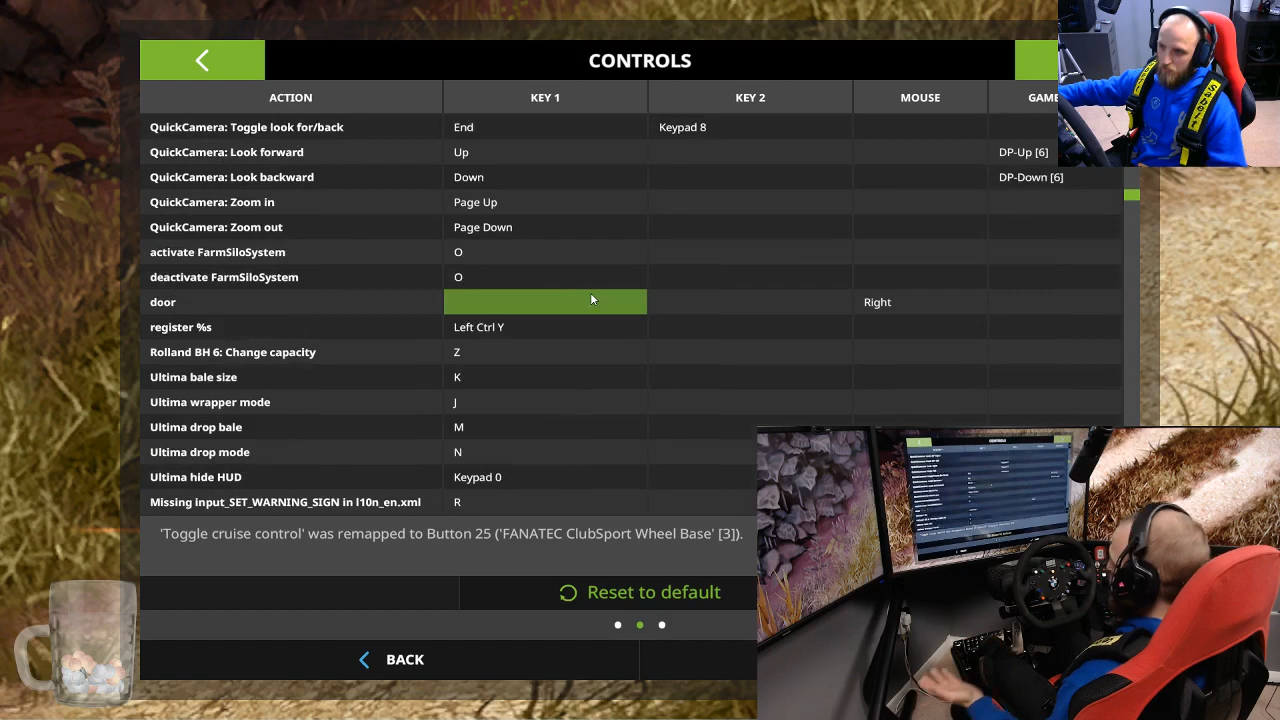 CONTROLS
ACTION KEY 1 KEY 2 MOUSE GAME
QuickCamera: Toggle look for/back End Keypad 8
QuickCamera: Look forward Up DP-Up [6]
QuickCamera: Look backward Down DP-Down [6]
QuickCamera: Zoom in Page Up
QuickCamera: Zoom out Page Down
activate FarmSiloSystem O
deactivate FarmSiloSystem O
door Right
register %s Left Ctrl Y
Rolland BH 6: Change capacity Z
Ultima bale size K
Ultima wrapper mode J
Ultima drop bale M
Ultima drop mode N
Ultima hide HUD Keypad 0
Missing input_SET_WARNING_SIGN in l10n_en.xml R
'Toggle cruise control' was remapped to Button 25 ('FANATEC ClubSport Wheel Base' [3]).
Reset to default
BACK